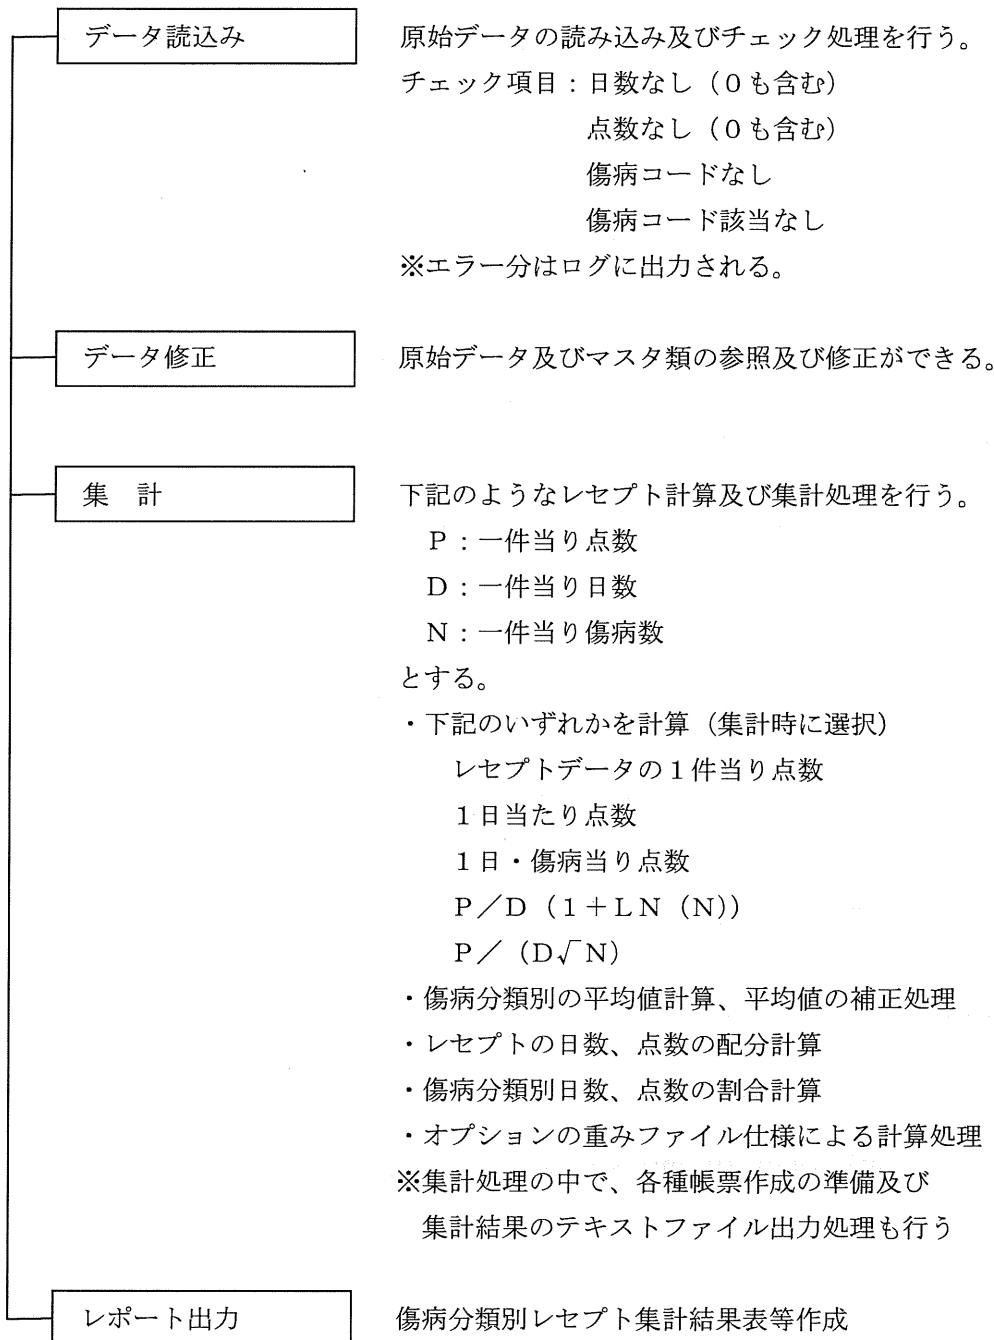 データ読込み
原始データの読み込み及びチェック処理を行う。
チェック項目：日数なし（０も含む）
点数なし（０も含む）
傷病コードなし
傷病コード該当なし
※エラー分はログに出力される。
データ修正
原始データ及びマスタ類の参照及び修正ができる。
集　計
下記のようなレセプト計算及び集計処理を行う。
Ｐ：一件当り点数
Ｄ：一件当り日数
Ｎ：一件当り傷病数
とする。
・下記のいずれかを計算（集計時に選択）
レセプトデータの１件当り点数
１日当たり点数
１日・傷病当り点数
Ｐ／Ｄ（１＋ＬＮ（Ｎ））
Ｐ／（Ｄ√Ｎ）
・傷病分類別の平均値計算、平均値の補正処理
・レセプトの日数、点数の配分計算
・傷病分類別日数、点数の割合計算
・オプションの重みファイル仕様による計算処理
※集計処理の中で、各種帳票作成の準備及び
集計結果のテキストファイル出力処理も行う
レポート出力
傷病分類別レセプト集計結果表等作成